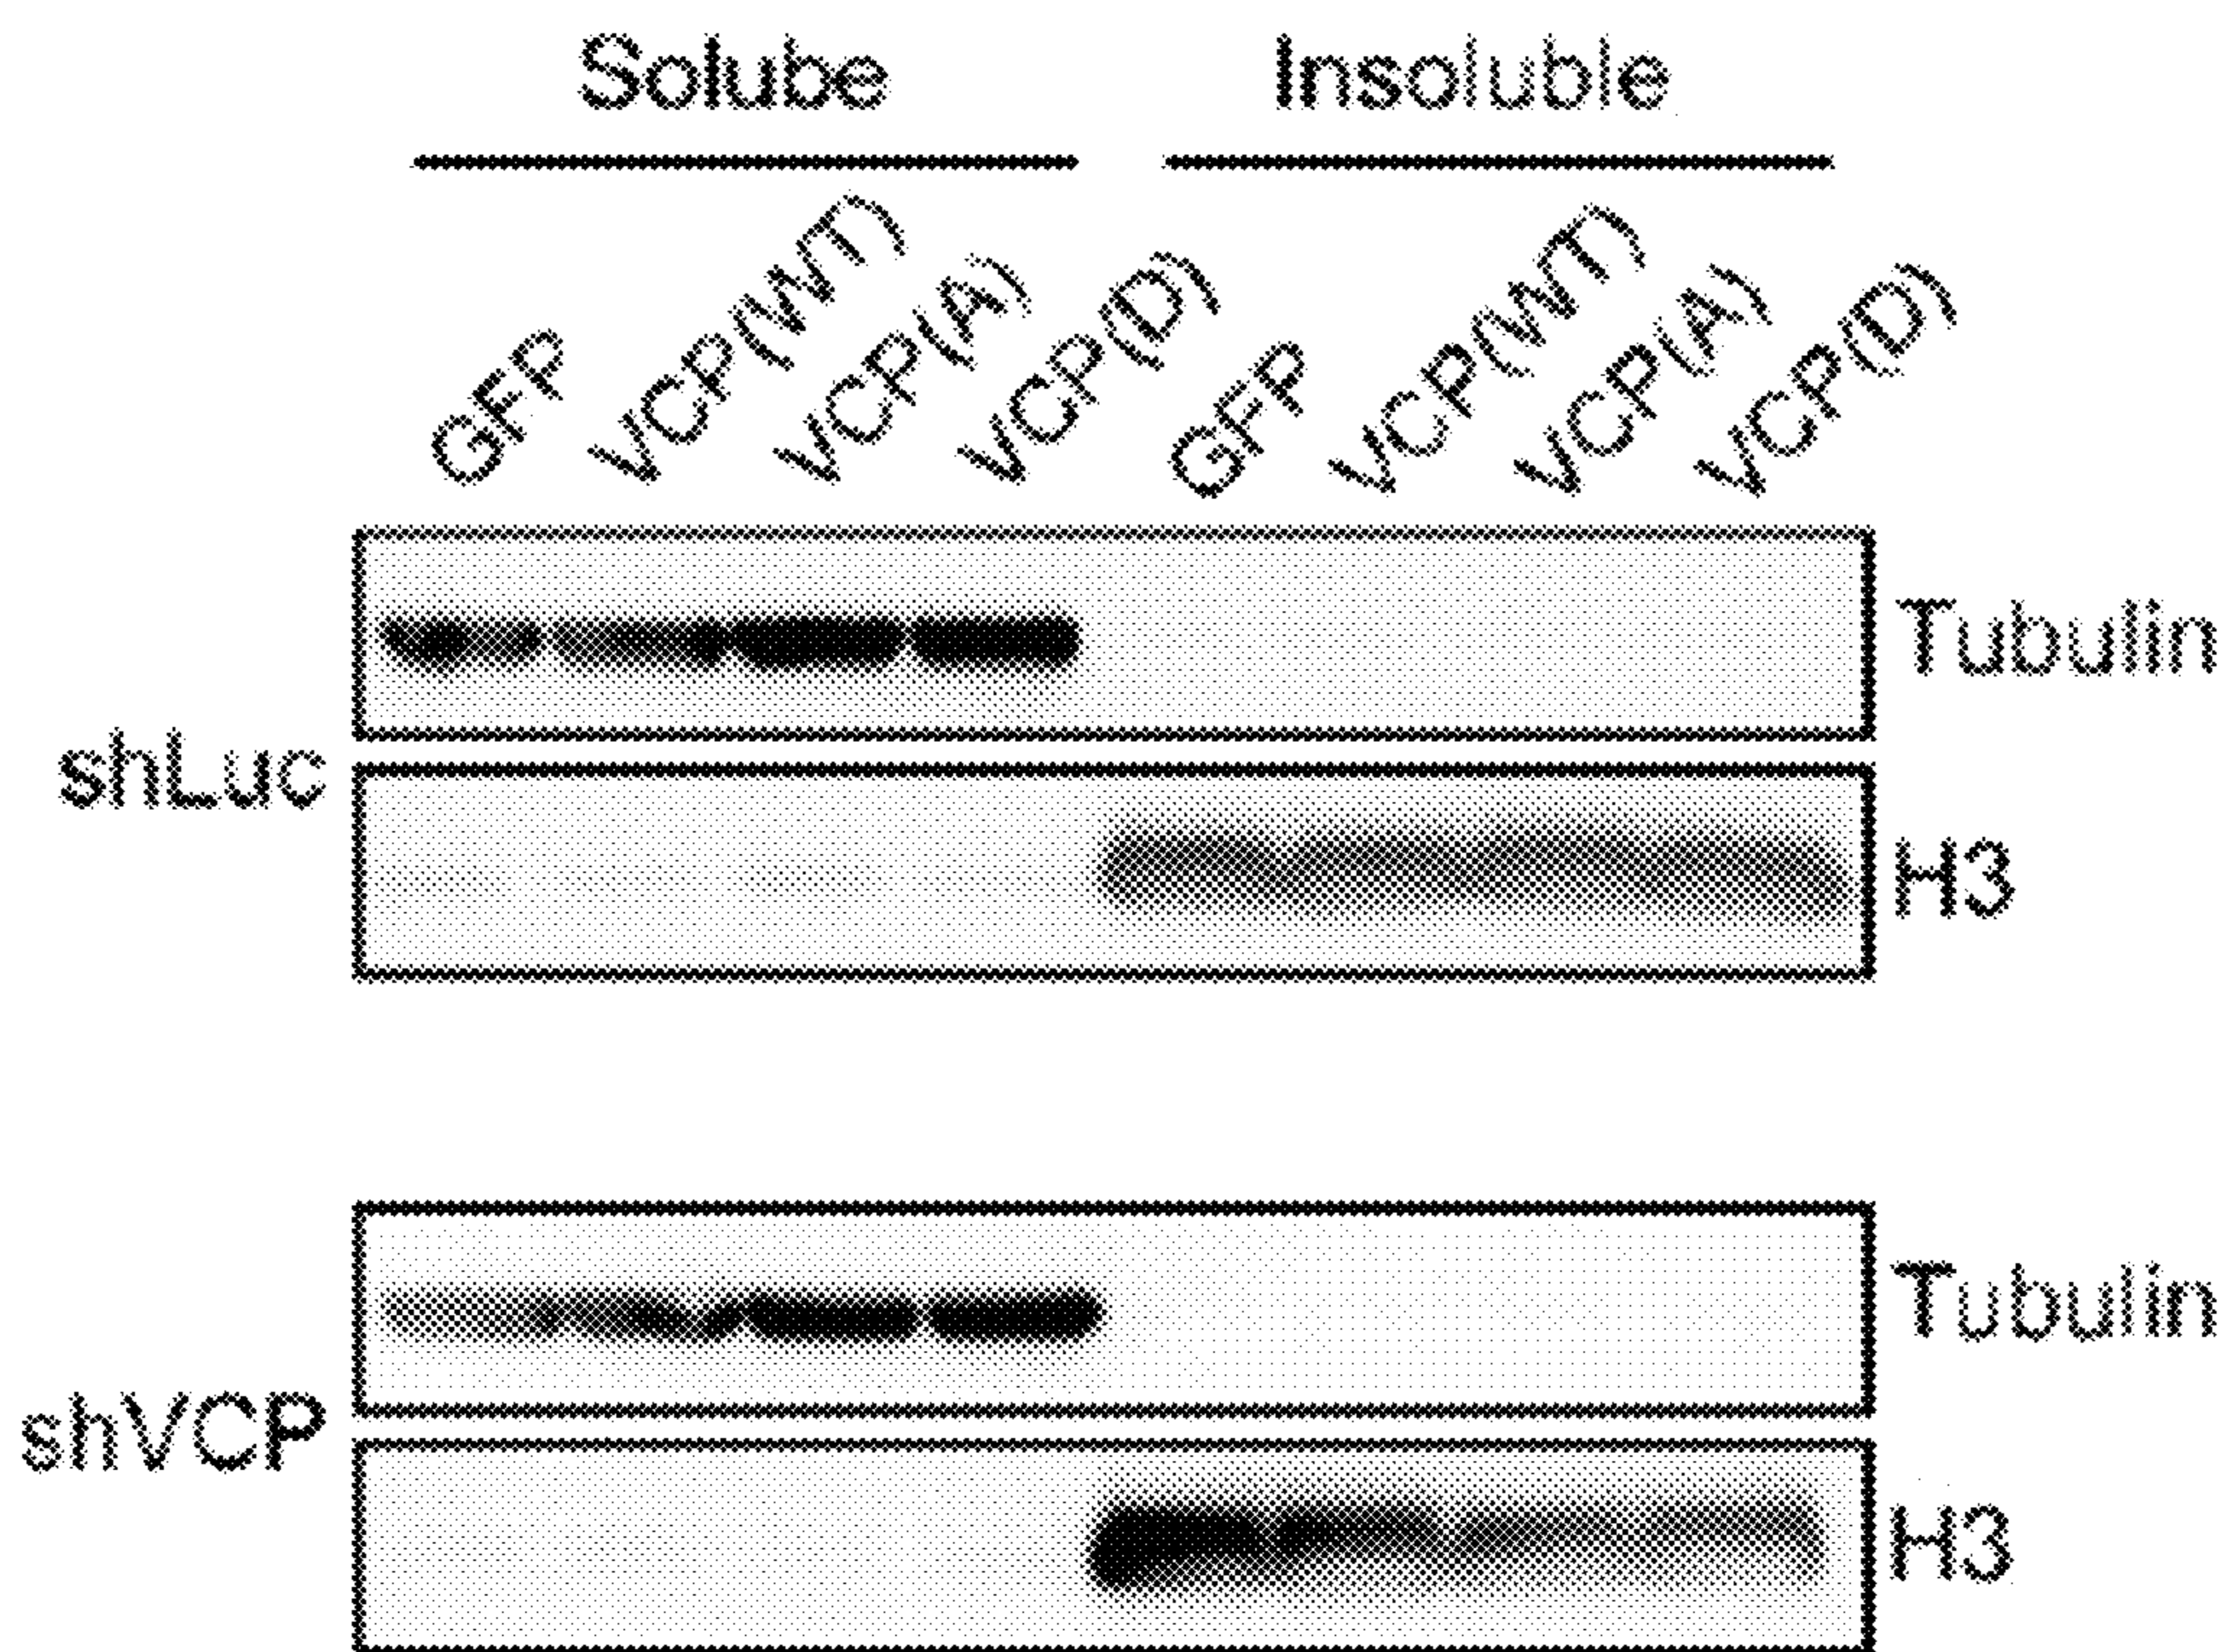 Solube Insoluble
GFP VCP(WT) VCP(A) VCP(D) GFP VCP(WT) VCP(A) VCP(D)
Tubulin
shLuc
H3
Tubulin
shVCP
H3